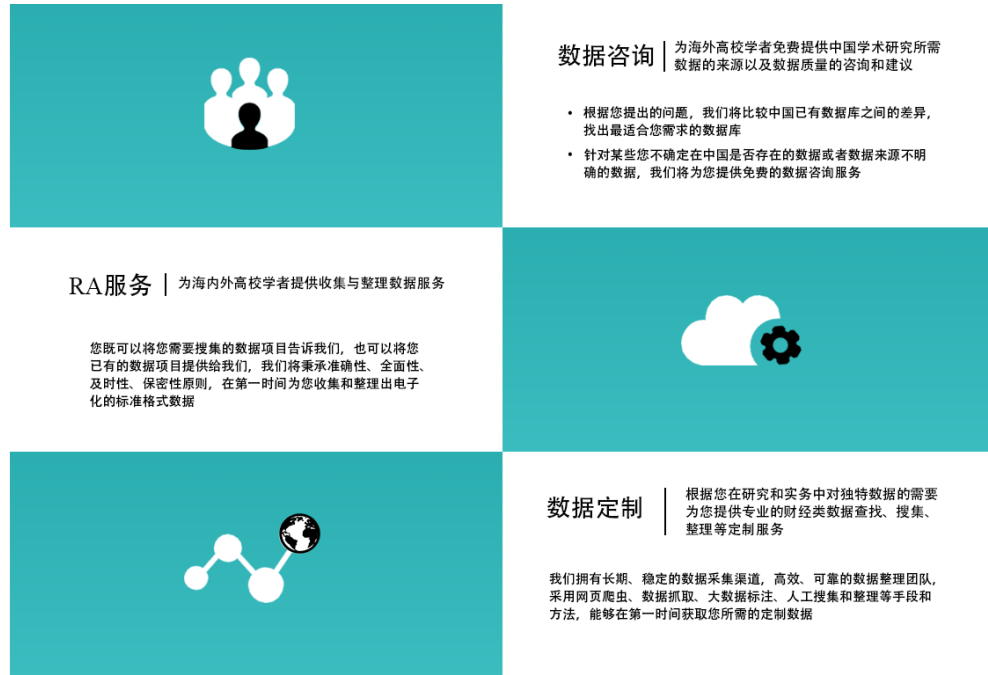 数据咨询
为海外高校学者免费提供中国学术研究所需
数据的来源以及数据质量的咨询和建议
• 根据您提出的问题，我们将比较中国已有数据库之间的差异，
找出最适合您需求的数据库
• 针对某些您不确定在中国是否存在的数据或者数据来源不明
确的数据，我们将为您提供免费的数据咨询服务
RA服务
为海内外高校学者提供收集与整理数据服务
您既可以将您需要搜集的数据项目告诉我们，也可以将您
已有的数据项目提供给我们，我们将秉承准确性、全面性、
及时性、保密性原则，在第一时间为您收集和整理出电子
化的标准格式数据
数据定制
根据您在研究和实务中对独特数据的需要
为您提供专业的财经类数据查找、搜集、
整理等定制服务
我们拥有长期、稳定的数据采集渠道，高效、可靠的数据整理团队，
采用网页爬虫、数据抓取、大数据标注、人工搜集和整理等手段和
方法，能够在第一时间获取您所需的定制数据